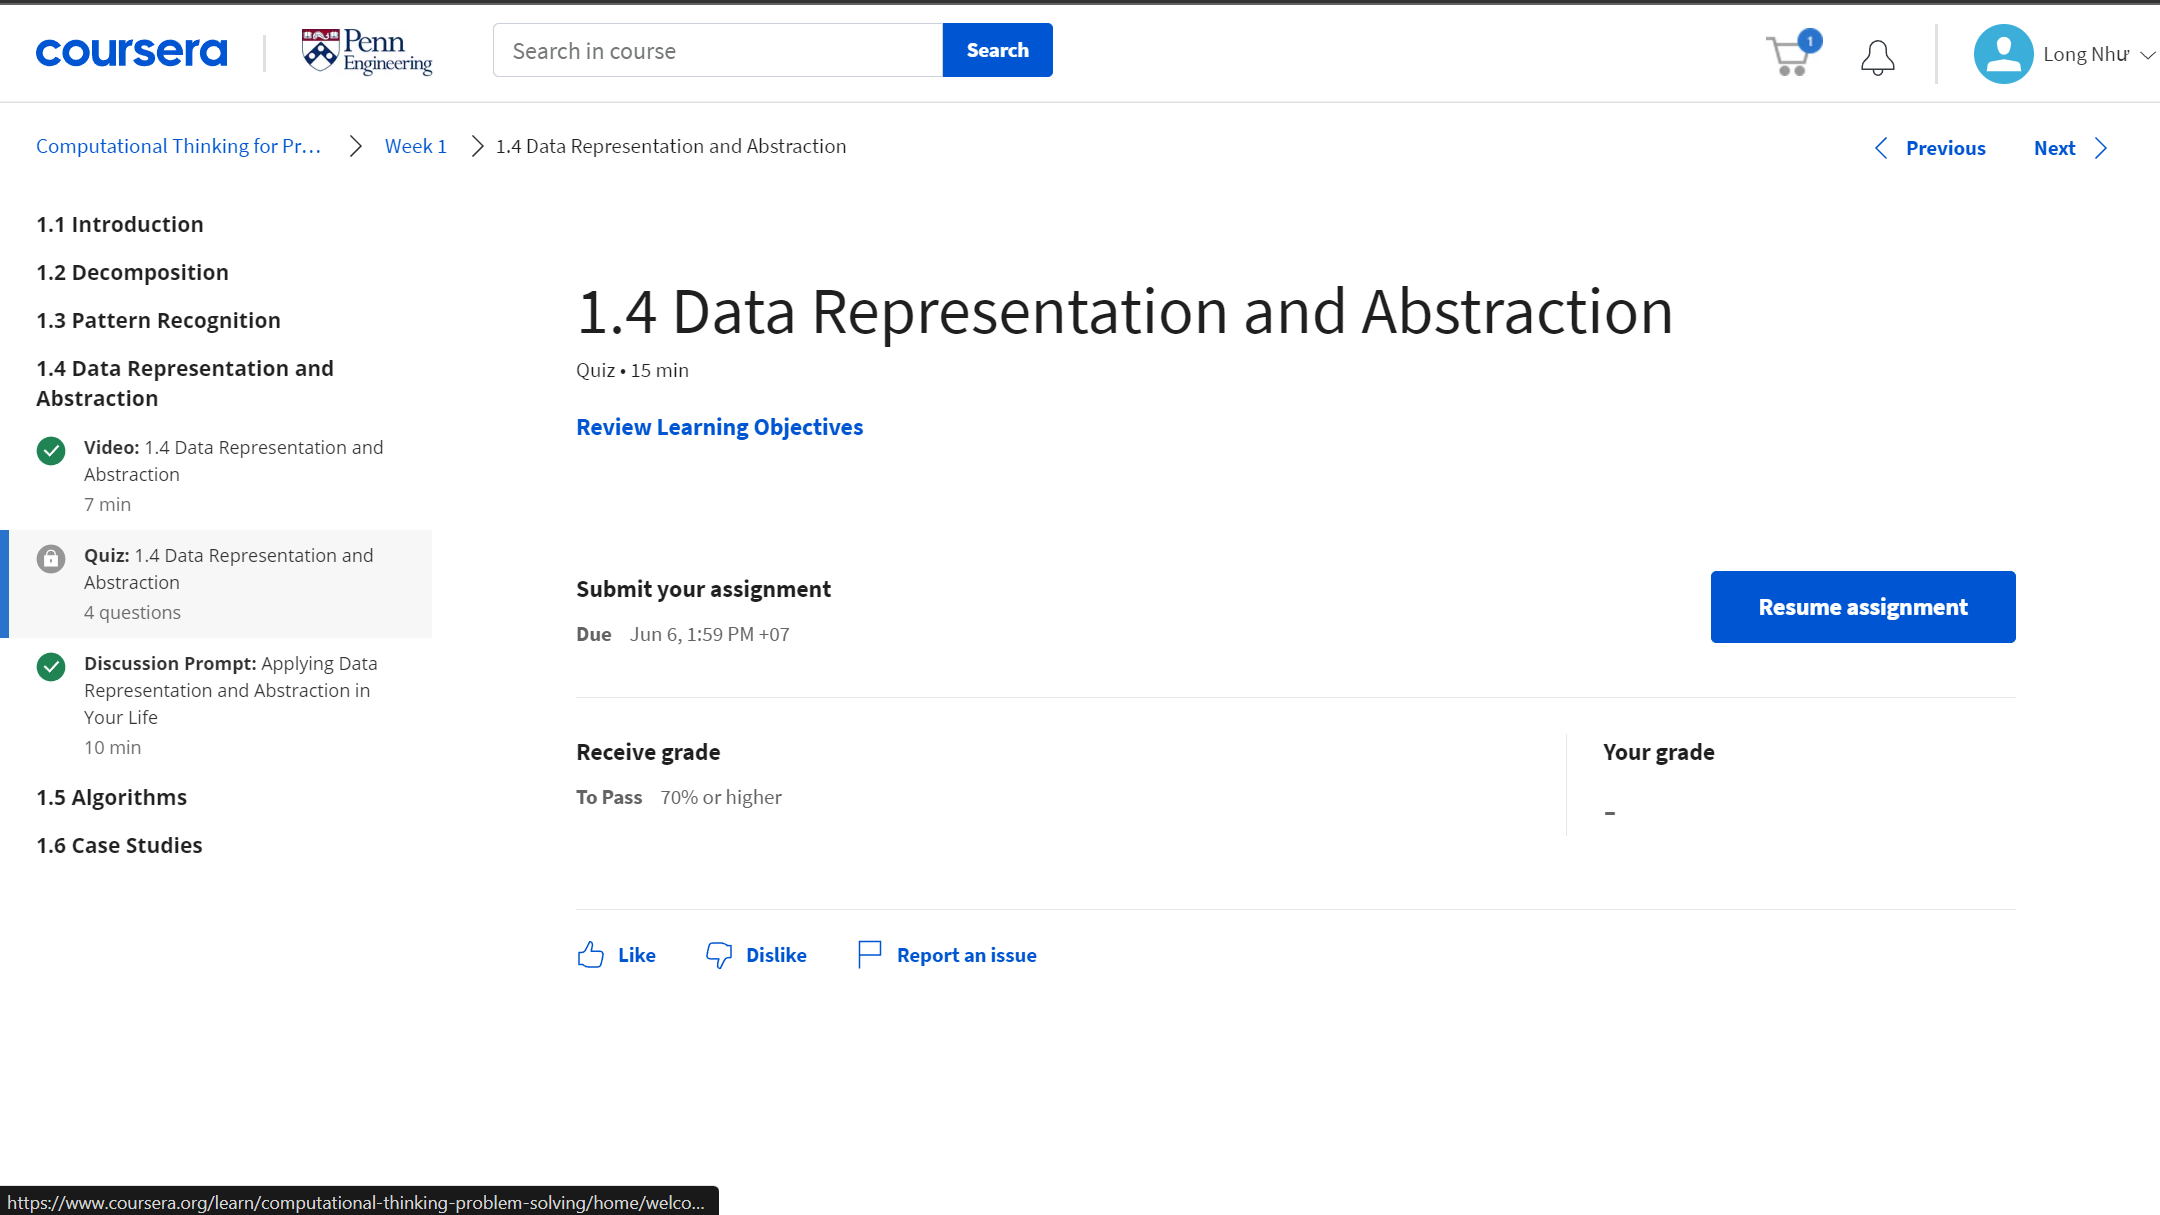 coursera
Penn
Engineering
Search in course
Search
1
Long Như
Computational Thinking for Pr...
Week 1
1.4 Data Representation and Abstraction
Previous
Next
1.1 Introduction
1.2 Decomposition
1.3 Pattern Recognition
1.4 Data Representation and
Abstraction
Video: 1.4 Data Representation and
Abstraction
7 min
Quiz: 1.4 Data Representation and
Abstraction
4 questions
Discussion Prompt: Applying Data
Representation and Abstraction in
Your Life
10 min
1.5 Algorithms
1.6 Case Studies
1.4 Data Representation and Abstraction
Quiz • 15 min
Review Learning Objectives
Submit your assignment
Due Jun 6, 1:59 PM +07
Resume assignment
Receive grade
To Pass 70% or higher
Your grade
-
Like
Dislike
Report an issue
https://www.coursera.org/learn/computational-thinking-problem-solving/home/welco...